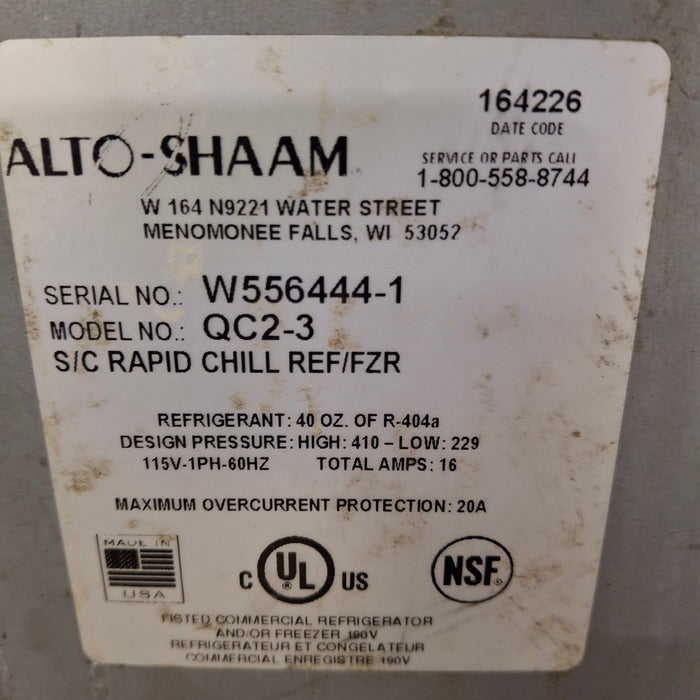 164226
DATE CODE
ALTO-SHAAM
SERVICE OR PARTS CALL
1-800-558-8744
W 164 N9221 WATER STREET
MENOMONEE FALLS, WI 53052
SERIAL NO.: W556444-1
MODEL NO.: QC2-3
S/C RAPID CHILL REF/FZR
REFRIGERANT: 40 OZ. OF R-404a
DESIGN PRESSURE: HIGH: 410 – LOW: 229
115V-1PH-60HZ TOTAL AMPS: 16
MAXIMUM OVERCURRENT PROTECTION: 20A
MADE IN
USA
C UL US
NSF
LISTED COMMERCIAL REFRIGERATOR
AND/OR FREEZER 190V
REFRIGERATEUR ET CONGELATEUR
COMMERCIAL ENREGISTRE 190V